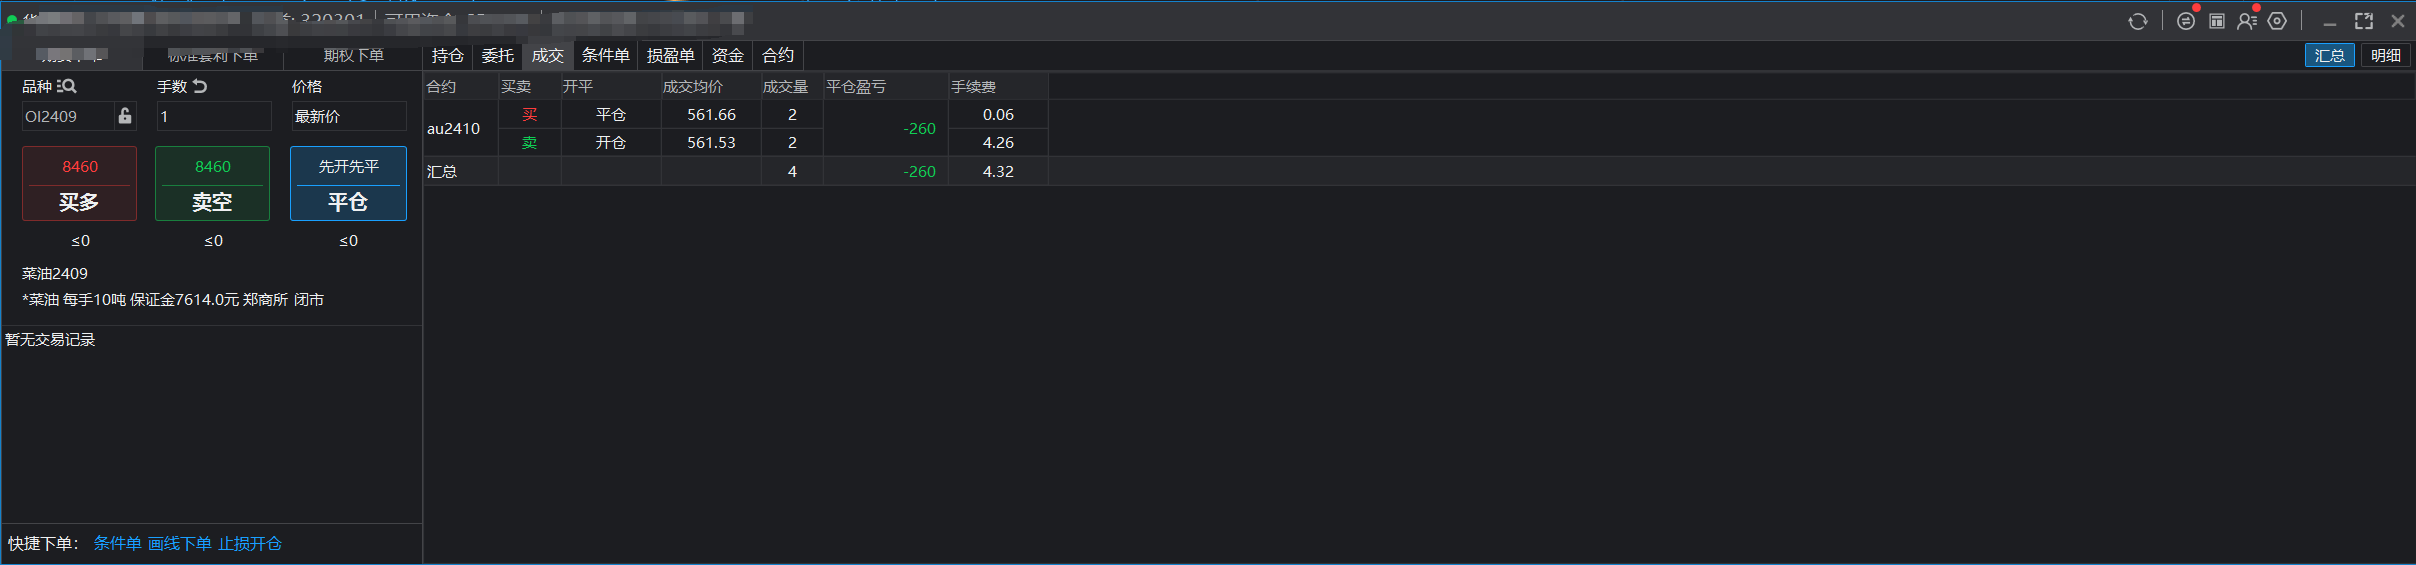 320301
标准套利下单 期权下单 持仓 委托 成交 条件单 损盈单 资金 合约 汇总 明细
品种 手数 价格
OI2409 1 最新价
8460 8460 先开先平
买多 卖空 平仓
≤0 ≤0 ≤0
菜油2409
*菜油 每手10吨 保证金7614.0元 郑商所 闭市
暂无交易记录
快捷下单： 条件单 画线下单 止损开仓
合约 买卖 开平 成交均价 成交量 平仓盈亏 手续费
au2410 买 平仓 561.66 2 -260 0.06
卖 开仓 561.53 2 4.26
汇总 4 -260 4.32